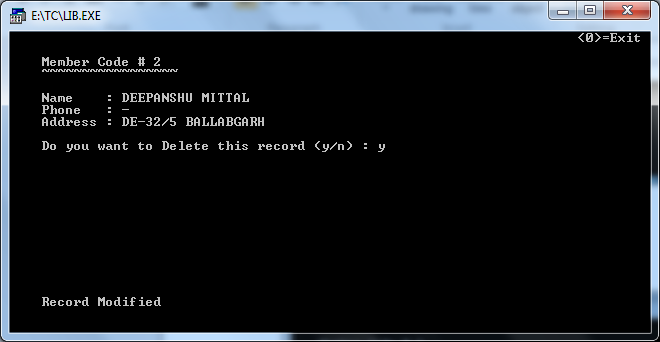 E:\TC\LIB.EXE
<0>=Exit
Member Code # 2
~~~~~~~~~~~~~~~~~
Name    : DEEPANSHU MITTAL
Phone   : -
Address : DE-32/5 BALLABGARH
Do you want to Delete this record (y/n) : y
Record Modified